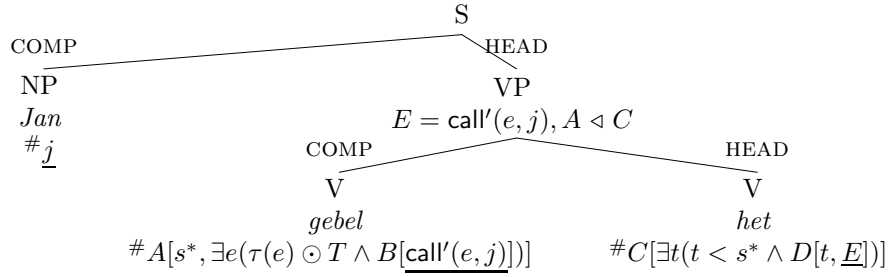 S
COMP HEAD
NP VP
Jan
#j
E = call′(e, j), A ◁ C
COMP HEAD
V V
gebel het
#A[s*, ∃e(τ(e) ⊙ T ∧ B[call′(e, j)])] #C[∃t(t < s* ∧ D[t, E])]